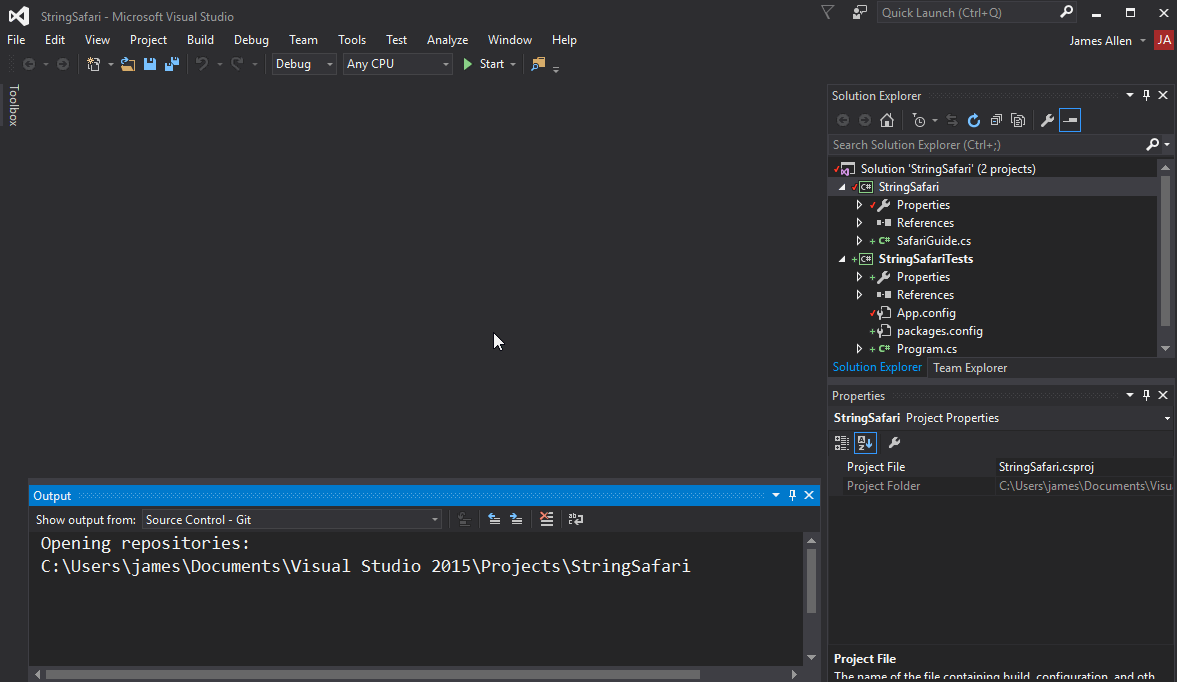 StringSafari - Microsoft Visual Studio
Quick Launch (Ctrl+Q)
File Edit View Project Build Debug Team Tools Test Analyze Window Help
James Allen JA
Debug Any CPU Start
Toolbox
Solution Explorer
Search Solution Explorer (Ctrl+;)
Solution 'StringSafari' (2 projects)
C# StringSafari
Properties
References
C# SafariGuide.cs
C# StringSafariTests
Properties
References
App.config
packages.config
C# Program.cs
Solution Explorer Team Explorer
Properties
StringSafari Project Properties
Project File StringSafari.csproj
Project Folder C:\Users\james\Documents\Visu
Project File
The name of the file containing build, configuration, and oth
Output
Show output from: Source Control - Git
Opening repositories:
C:\Users\james\Documents\Visual Studio 2015\Projects\StringSafari